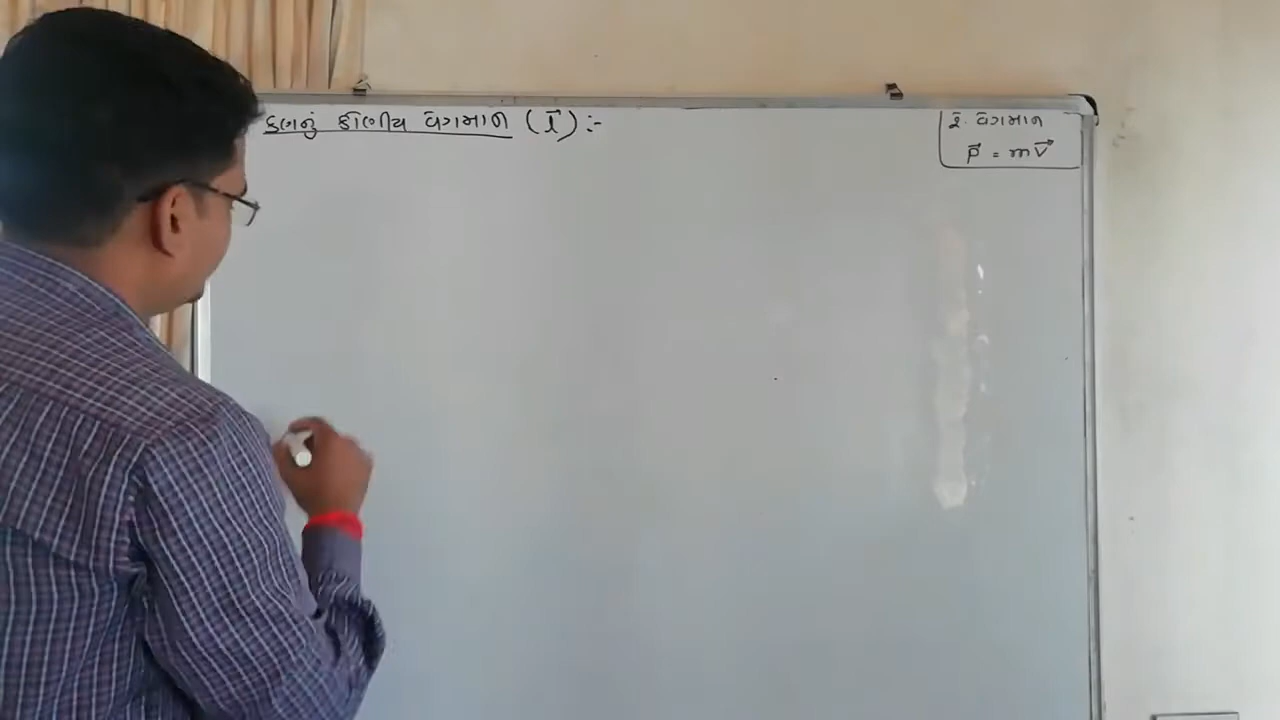 કણનું કોણીય વેગમાન (l⃗) :-
રે. વેગમાન
p⃗ = mv⃗